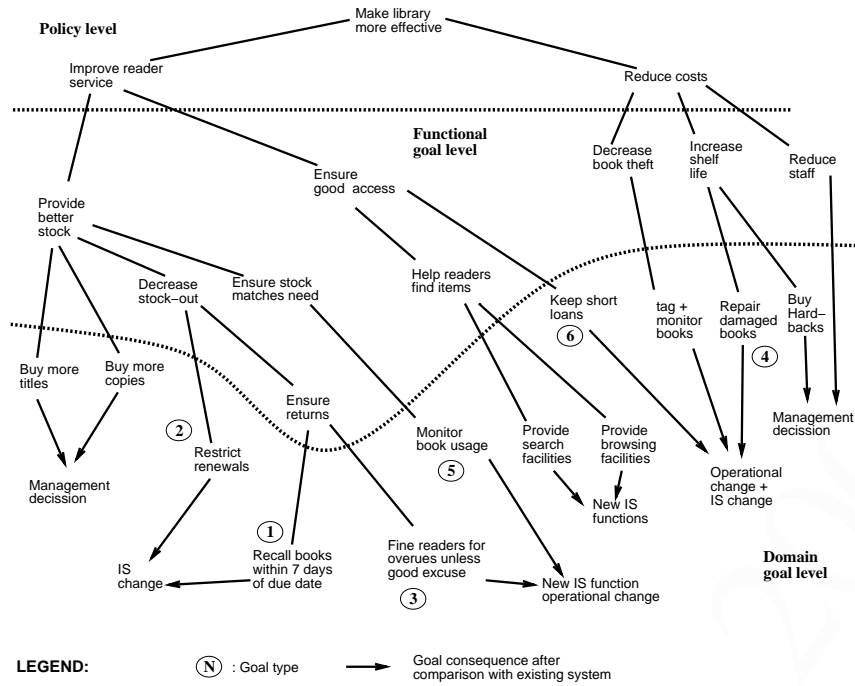 Policy level
Make library
more effective
Improve reader
service
Reduce costs
Functional
goal level
Decrease
book theft
Increase
shelf
life
Reduce
staff
Ensure
good access
Provide
better
stock
Decrease
stock-out
Ensure stock
matches need
Help readers
find items
Keep short
loans
6
tag +
monitor
books
Repair
damaged
books
4
Buy
Hard-
backs
Buy more
titles
Buy more
copies
Ensure
returns
2
Restrict
renewals
Monitor
book usage
5
Provide
search
facilities
Provide
browsing
facilities
Management
decission
Management
decission
Operational
change +
IS change
New IS
functions
1
Recall books
within 7 days
of due date
IS
change
Fine readers for
overues unless
good excuse
3
New IS function
operational change
Domain
goal level
LEGEND:
N : Goal type
Goal consequence after
comparison with existing system